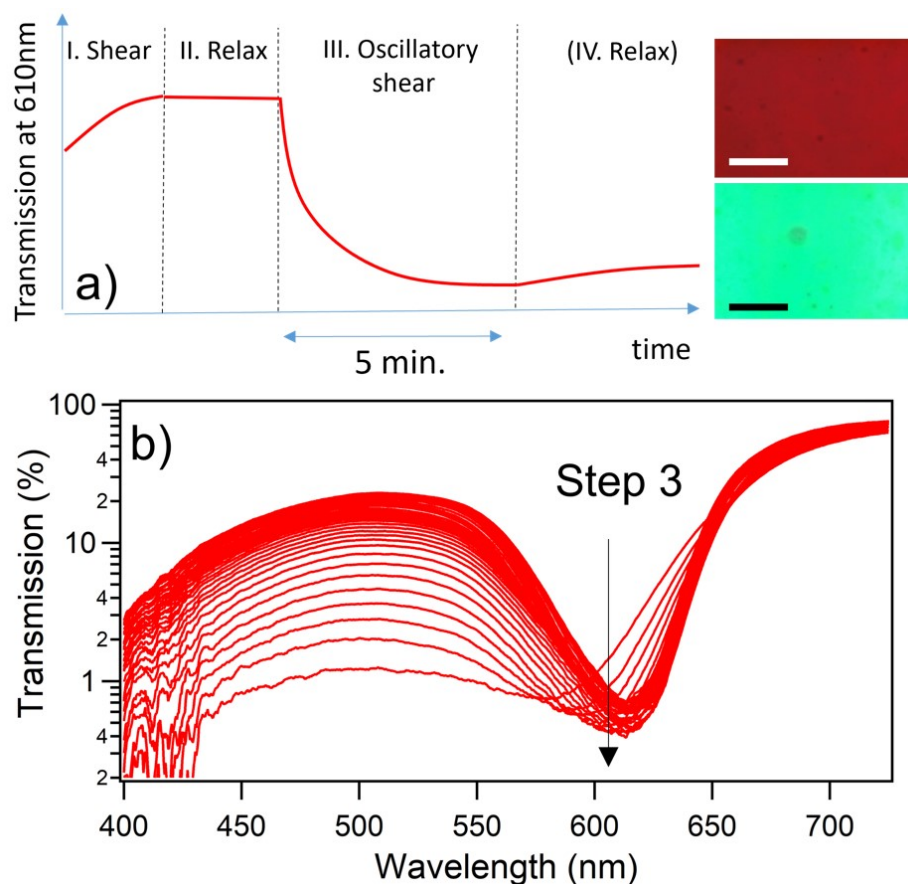 Transmission at 610nm
I. Shear
II. Relax
III. Oscillatory
shear
(IV. Relax)
a)
5 min.
time
b)
Step 3
Transmission (%)
100
4
2
10
4
2
1
4
2
400
450
500
550
600
650
700
Wavelength (nm)